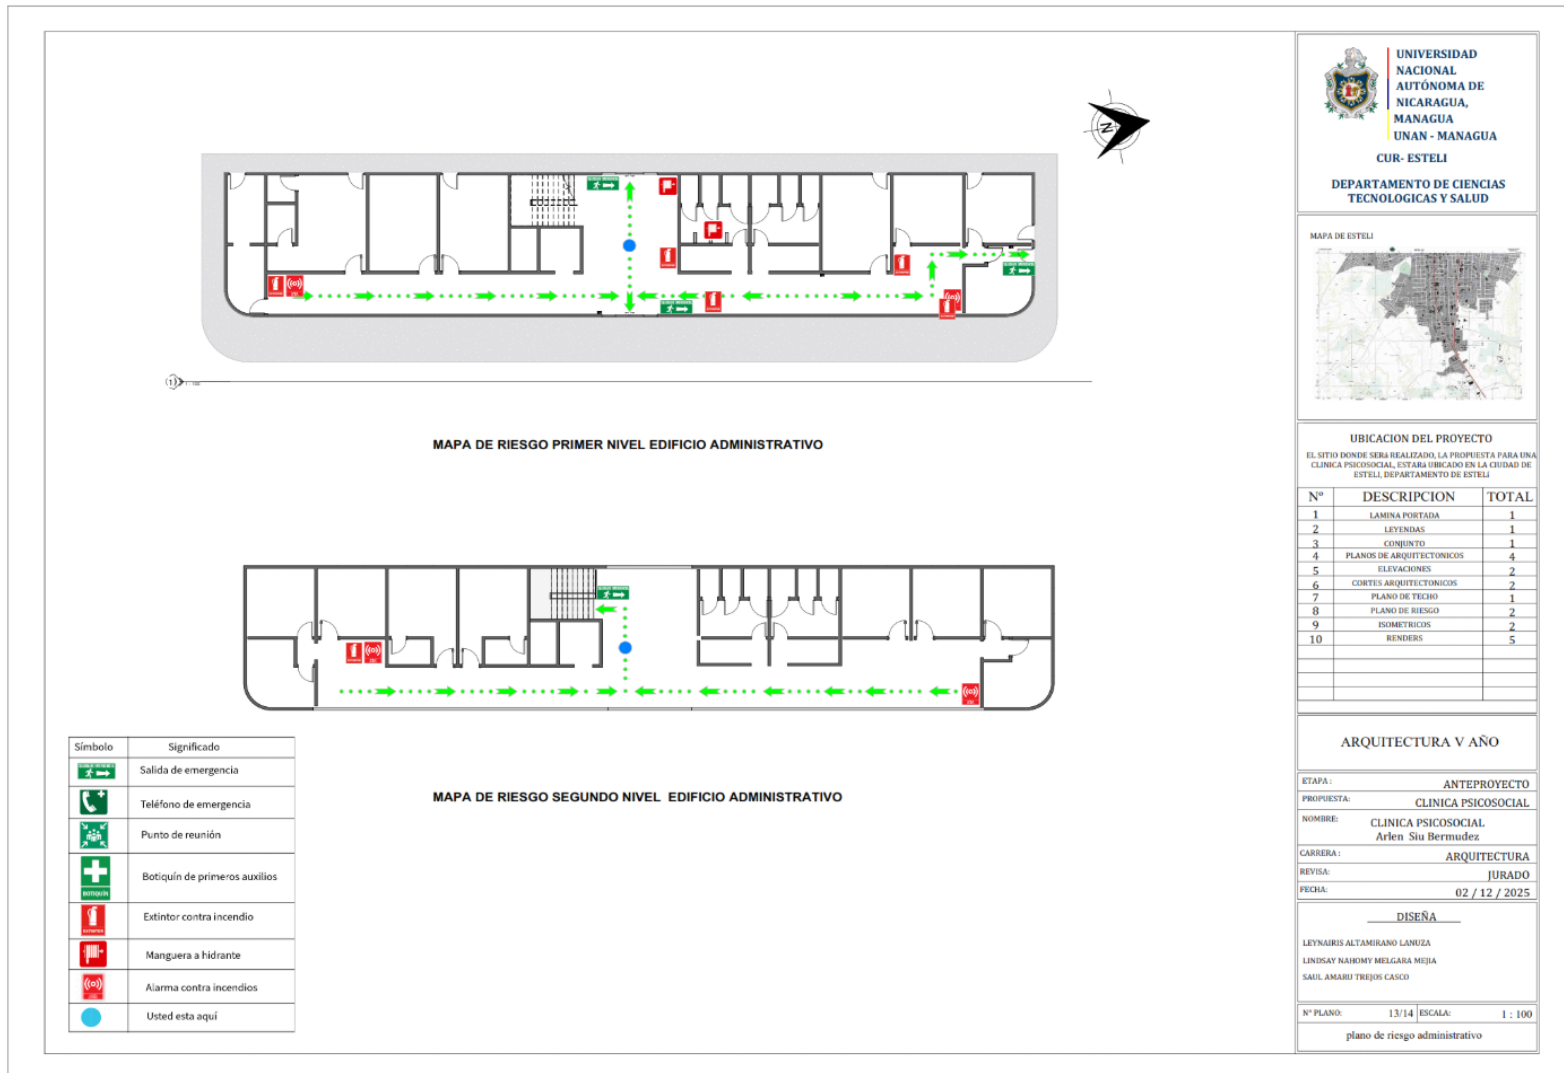 UNIVERSIDAD
NACIONAL
AUTÓNOMA DE
NICARAGUA,
MANAGUA
UNAN - MANAGUA
CUR- ESTELI
DEPARTAMENTO DE CIENCIAS
TECNOLOGICAS Y SALUD
MAPA DE ESTELI
N
1
1 : 100
MAPA DE RIESGO PRIMER NIVEL EDIFICIO ADMINISTRATIVO
MAPA DE RIESGO SEGUNDO NIVEL EDIFICIO ADMINISTRATIVO
Símbolo Significado
Salida de emergencia
Teléfono de emergencia
Punto de reunión
BOTIQUÍN
Botiquín de primeros auxilios
EXTINTOR
Extintor contra incendio
Manguera a hidrante
Alarma contra incendios
Usted esta aquí
UBICACION DEL PROYECTO
EL SITIO DONDE SERá REALIZADO, LA PROPUESTA PARA UNA
CLINICA PSICOSOCIAL, ESTARá UBICADO EN LA CIUDAD DE
ESTELI, DEPARTAMENTO DE ESTELi
Nº DESCRIPCION TOTAL
1 LAMINA PORTADA 1
2 LEYENDAS 1
3 CONJUNTO 1
4 PLANOS DE ARQUITECTONICOS 4
5 ELEVACIONES 2
6 CORTES ARQUITECTONICOS 2
7 PLANO DE TECHO 1
8 PLANO DE RIESGO 2
9 ISOMETRICOS 2
10 RENDERS 5
ARQUITECTURA V AÑO
ETAPA : ANTEPROYECTO
PROPUESTA: CLINICA PSICOSOCIAL
NOMBRE: CLINICA PSICOSOCIAL
Arlen Siu Bermudez
CARRERA : ARQUITECTURA
REVISA: JURADO
FECHA: 02 / 12 / 2025
DISEÑA
LEYNAIRIS ALTAMIRANO LANUZA
LINDSAY NAHOMY MELGARA MEJIA
SAUL AMARU TREJOS CASCO
Nº PLANO: 13/14 ESCALA: 1 : 100
plano de riesgo administrativo